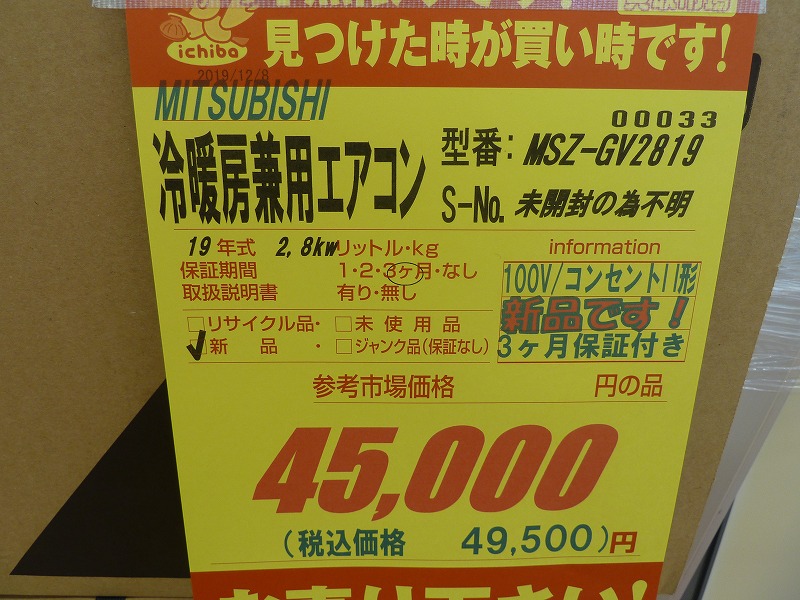 ichiba
見つけた時が買い時です!
2019/12/8
MITSUBISHI
00033
冷暖房兼用エアコン
型番: MSZ-GV2819
S-No. 未開封の為不明
19年式 2,8kw リットル・kg
保証期間 1・2・3ヶ月・なし
取扱説明書 有り・無し
information
100V/コンセントII形
新品です!
3ヶ月保証付き
□リサイクル品・ □未使用品
□新品・ □ジャンク品(保証なし)
参考市場価格 円の品
45,000
(税込価格 49,500)円